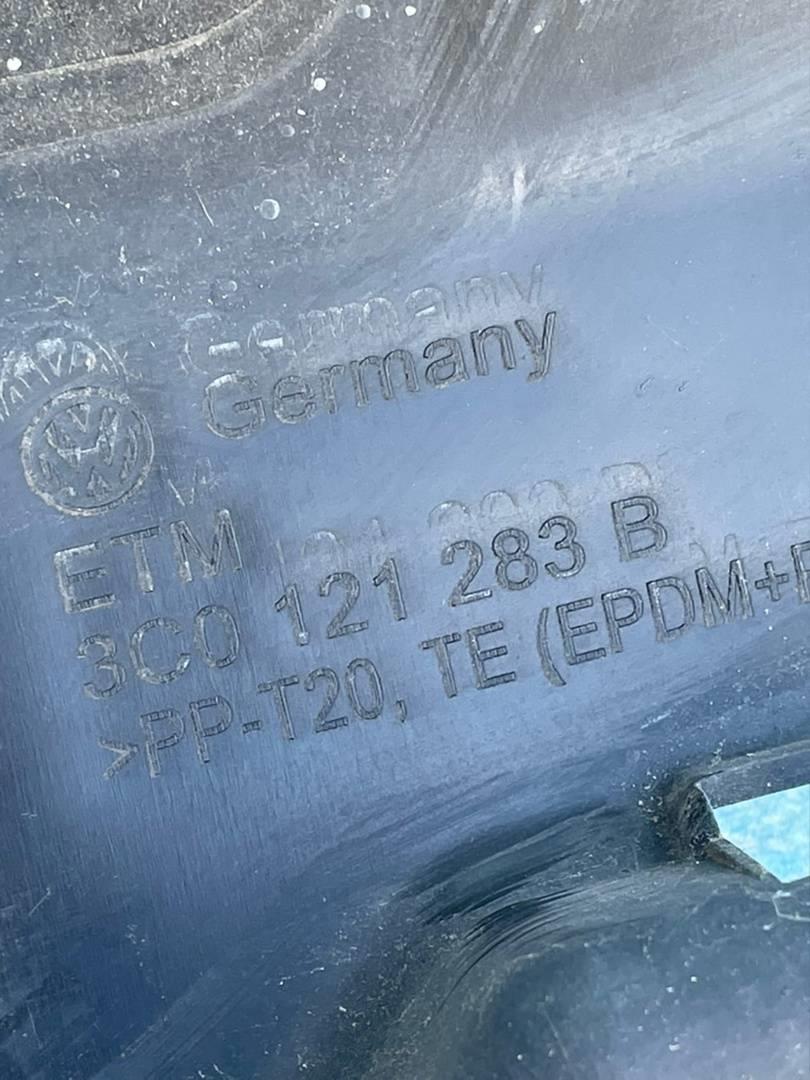 Germany
ETM
3C0 121 283 B
>PP-T20, TE (EPDM+